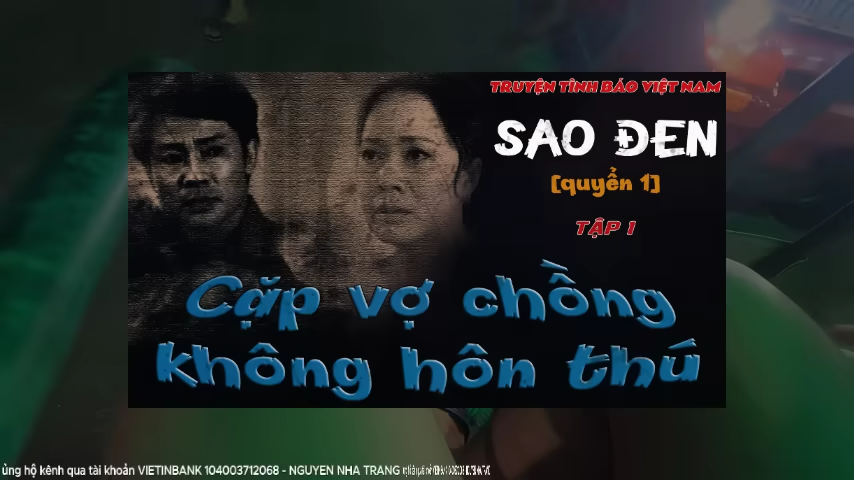 TRUYỆN TÌNH BÁO VIỆT NAM
SAO ĐEN
[quyển 1]
TẬP 1
Cặp vợ chồng
không hôn thú
ủng hộ kênh qua tài khoản VIETINBANK 104003712068 - NGUYEN NHA TRANG